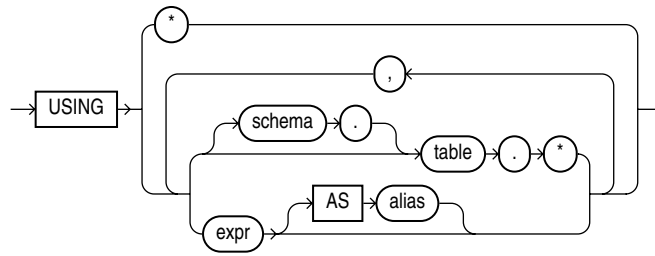 *
,
USING
schema .
table . *
AS alias
expr